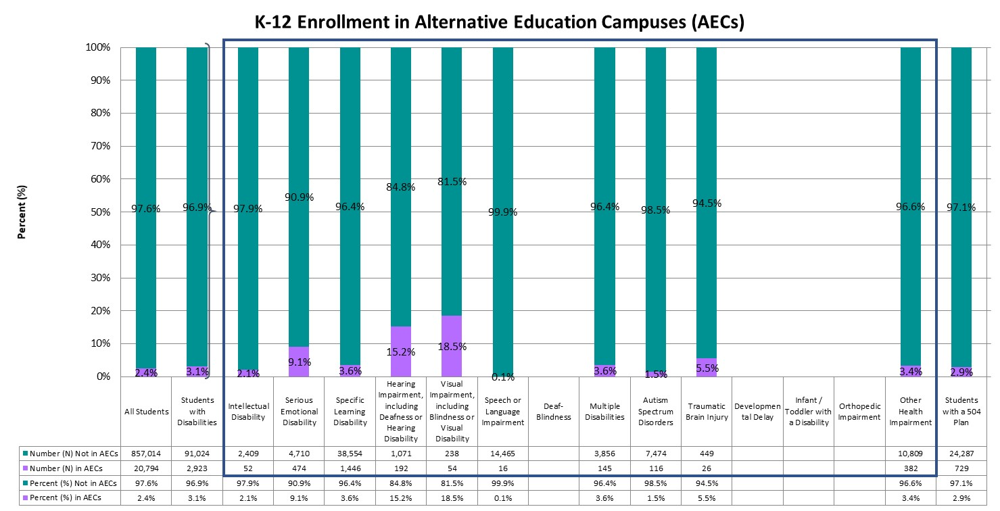 K-12 Enrollment in Alternative Education Campuses (AECs)
Percent (%)
100%
90%
80%
70%
60%
50%
40%
30%
20%
10%
0%
97.6% 96.9% 97.9% 90.9% 96.4% 84.8% 81.5% 99.9% 96.4% 98.5% 94.5% 96.6% 97.1%
2.4% 3.1% 2.1% 9.1% 3.6% 15.2% 18.5% 0.1% 3.6% 1.5% 5.5% 3.4% 2.9%
All Students
Students
with
Disabilities
Intellectual
Disability
Serious
Emotional
Disability
Specific
Learning
Disability
Hearing
Impairment,
including
Deafness or
Hearing
Disability
Visual
Impairment,
including
Blindness or
Visual
Disability
Speech or
Language
Impairment
Deaf-
Blindness
Multiple
Disabilities
Autism
Spectrum
Disorders
Traumatic
Brain Injury
Developmen
tal Delay
Infant /
Toddler with
a Disability
Orthopedic
Impairment
Other
Health
Impairment
Students
with a 504
Plan
Number (N) Not in AECs 857,014 91,024 2,409 4,710 38,554 1,071 238 14,465 3,856 7,474 449 10,809 24,287
Number (N) in AECs 20,794 2,923 52 474 1,446 192 54 16 145 116 26 382 729
Percent (%) Not in AECs 97.6% 96.9% 97.9% 90.9% 96.4% 84.8% 81.5% 99.9% 96.4% 98.5% 94.5% 96.6% 97.1%
Percent (%) in AECs 2.4% 3.1% 2.1% 9.1% 3.6% 15.2% 18.5% 0.1% 3.6% 1.5% 5.5% 3.4% 2.9%